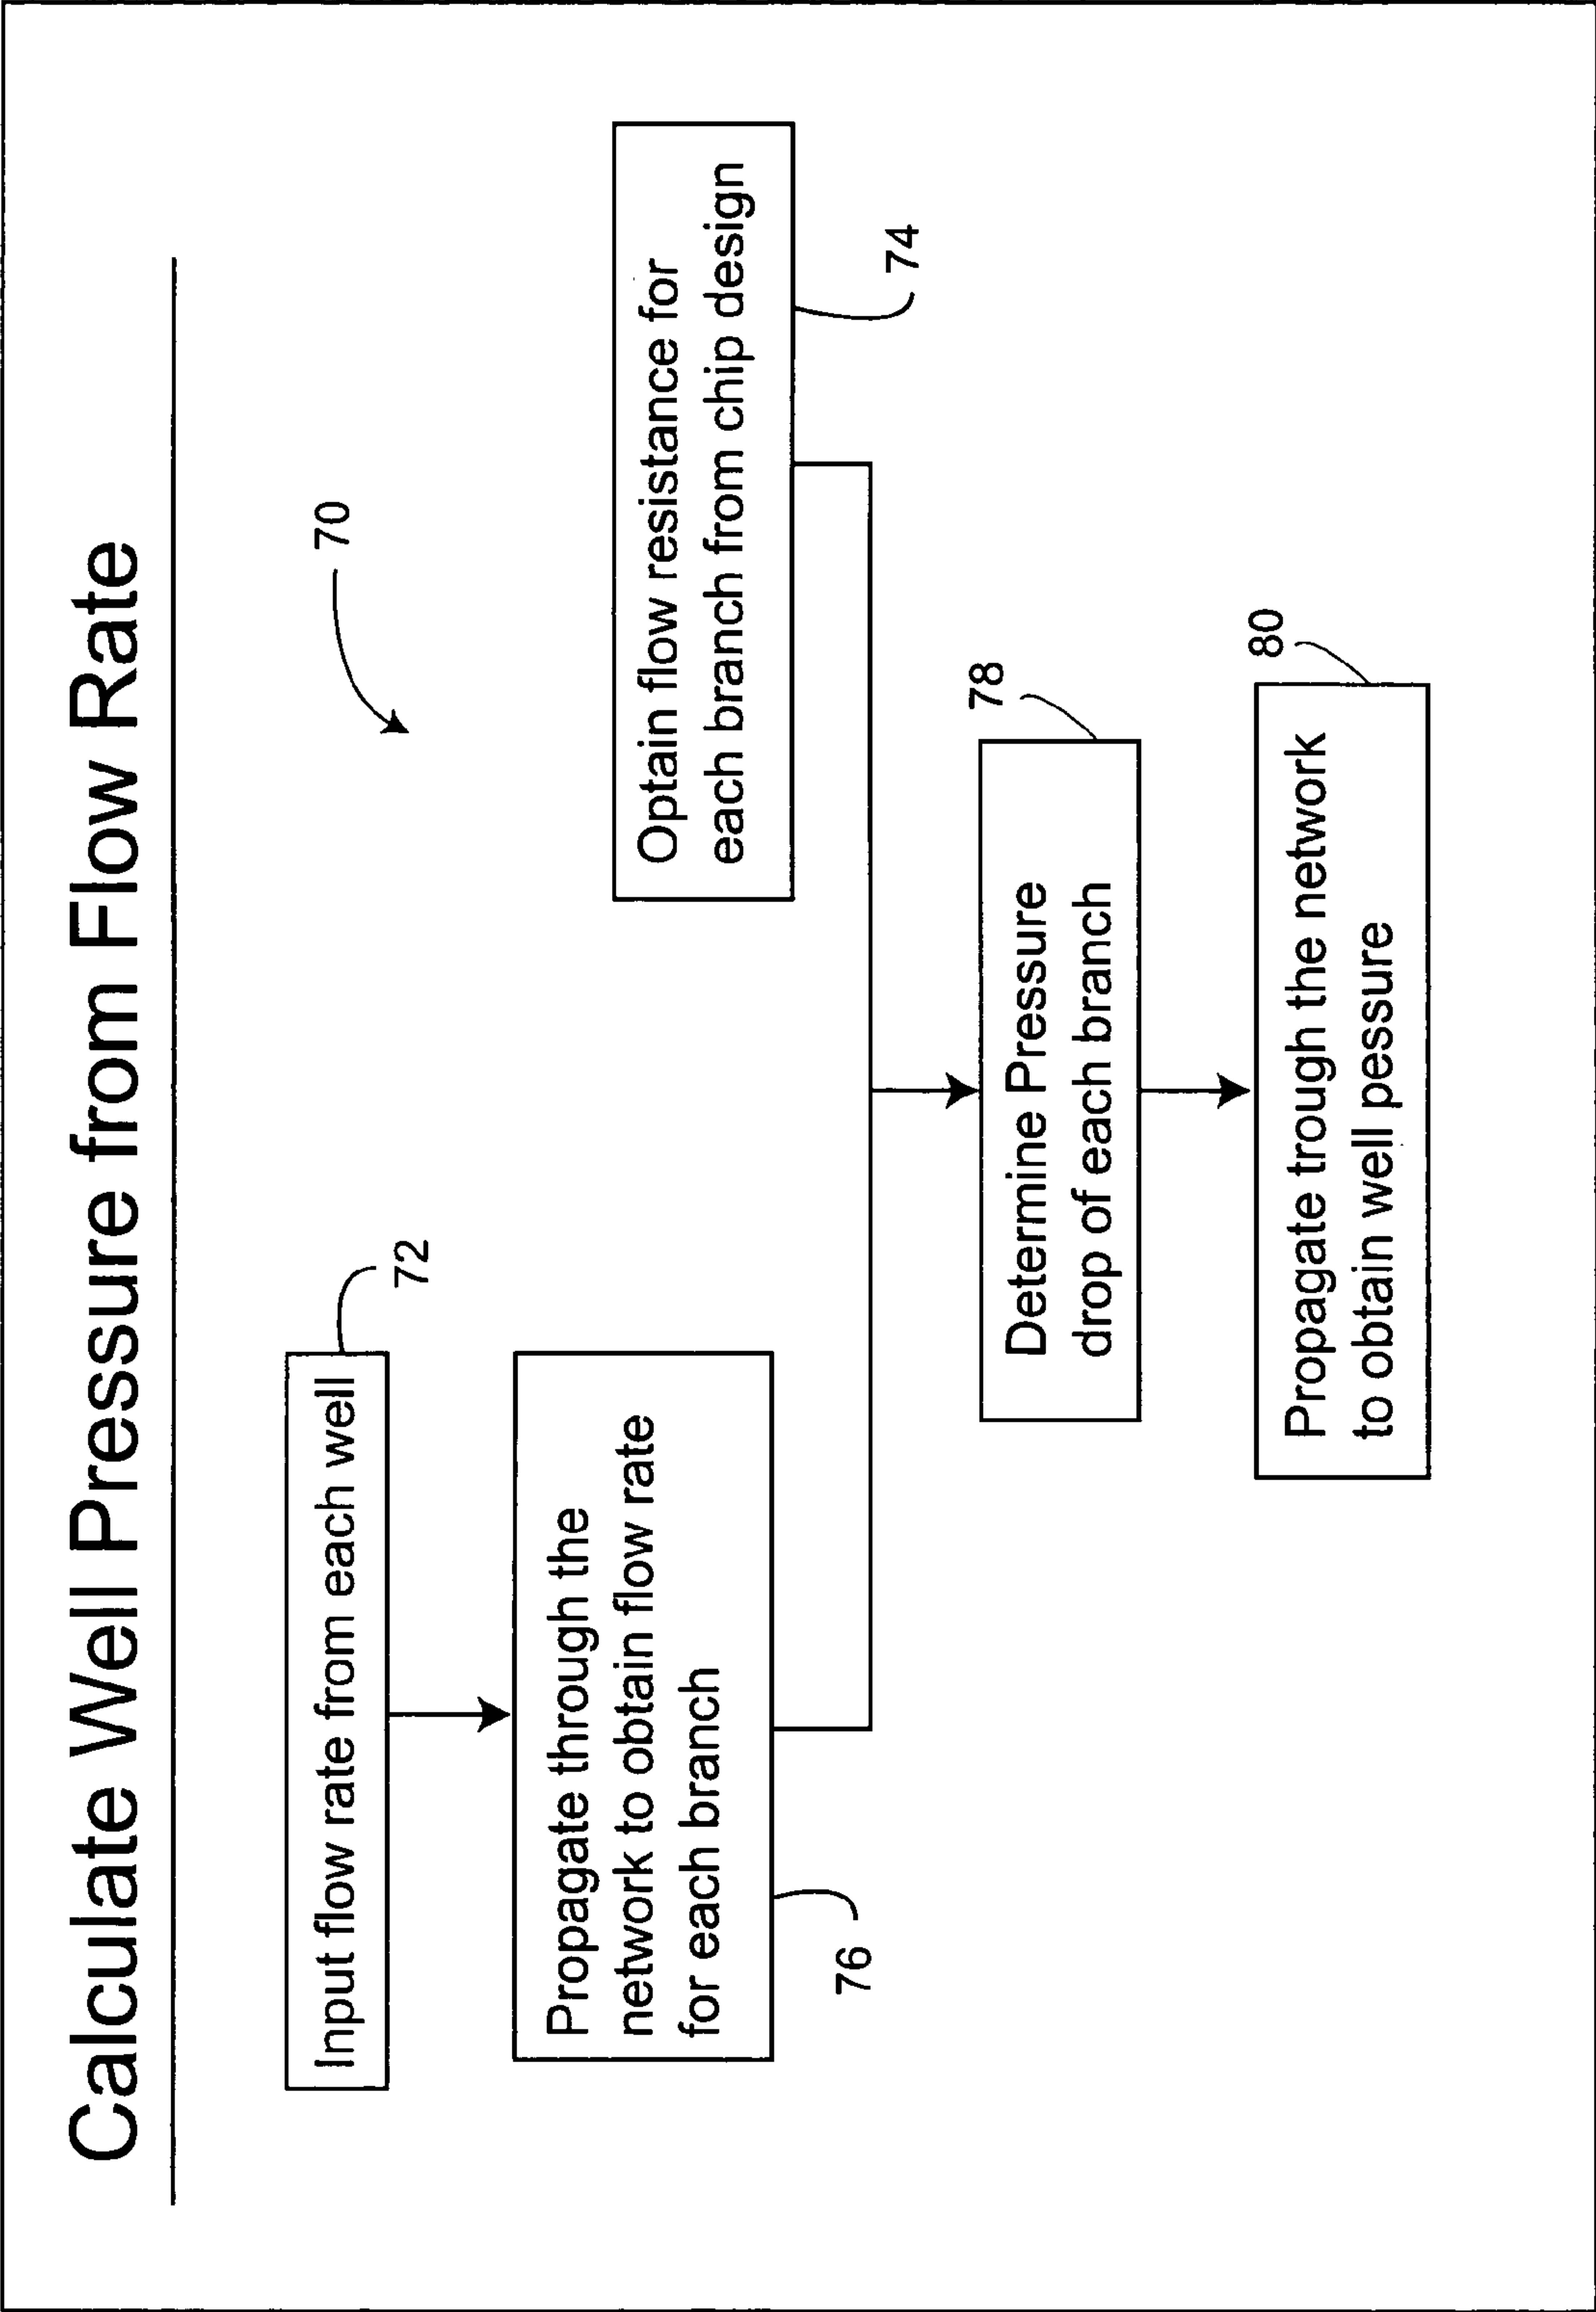 Calculate Well Pressure from Flow Rate
70
Input flow rate from each well
72
Propagate through the
network to obtain flow rate
for each branch
76
Optain flow resistance for
each branch from chip design
74
Determine Pressure
drop of each branch
78
Propagate trough the network
to obtain well pessure
80